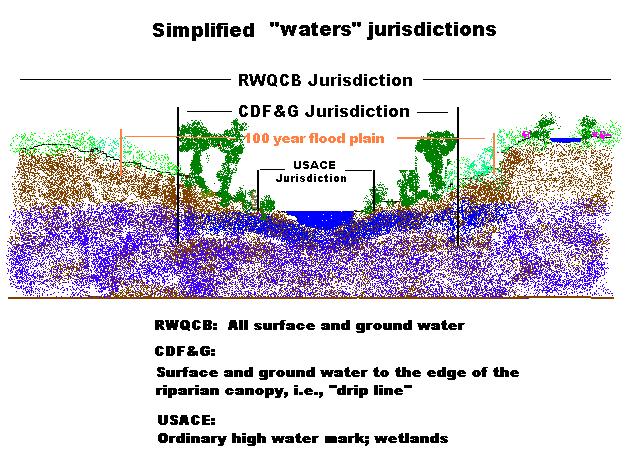 Simplified "waters" jurisdictions
RWQCB Jurisdiction
CDF&G Jurisdiction
100 year flood plain
USACE
Jurisdiction
RWQCB: All surface and ground water
CDF&G:
Surface and ground water to the edge of the
riparian canopy, i.e., "drip line"
USACE:
Ordinary high water mark; wetlands